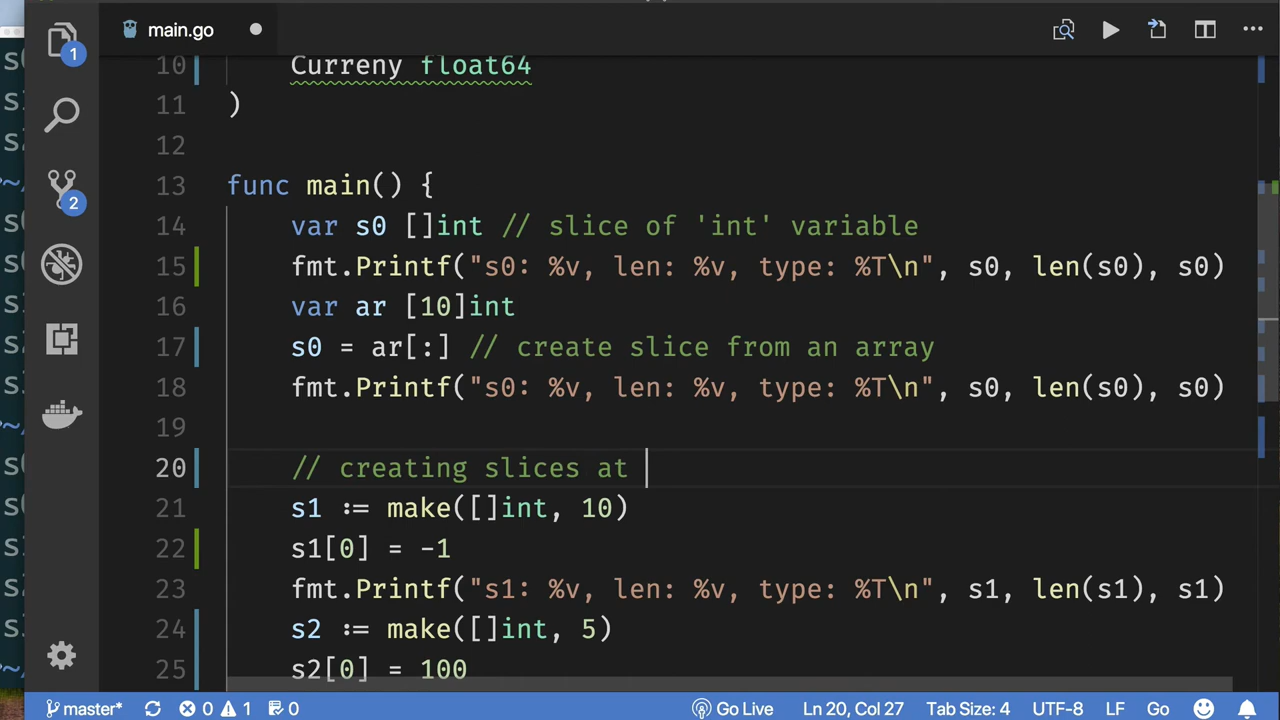 main.go
1
10 Curreny float64
11 )
12
2
13 func main() {
14 var s0 []int // slice of 'int' variable
15 fmt.Printf("s0: %v, len: %v, type: %T\n", s0, len(s0), s0)
16 var ar [10]int
17 s0 = ar[:] // create slice from an array
18 fmt.Printf("s0: %v, len: %v, type: %T\n", s0, len(s0), s0)
19
20 // creating slices at
21 s1 := make([]int, 10)
22 s1[0] = -1
23 fmt.Printf("s1: %v, len: %v, type: %T\n", s1, len(s1), s1)
24 s2 := make([]int, 5)
25 s2[0] = 100
master* 0 1 0 Go Live Ln 20, Col 27 Tab Size: 4 UTF-8 LF Go